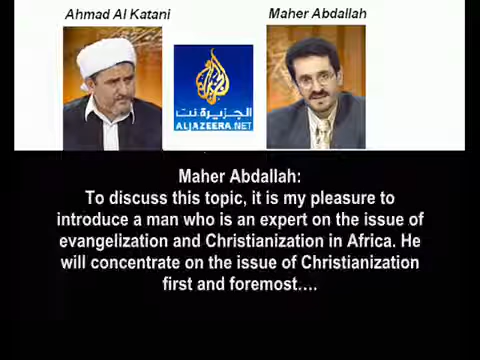 Ahmad Al Katani
Maher Abdallah
الجزيرة نت
ALJAZEERA.NET
Maher Abdallah:
To discuss this topic, it is my pleasure to
introduce a man who is an expert on the issue of
evangelization and Christianization in Africa. He
will concentrate on the issue of Christianization
first and foremost….